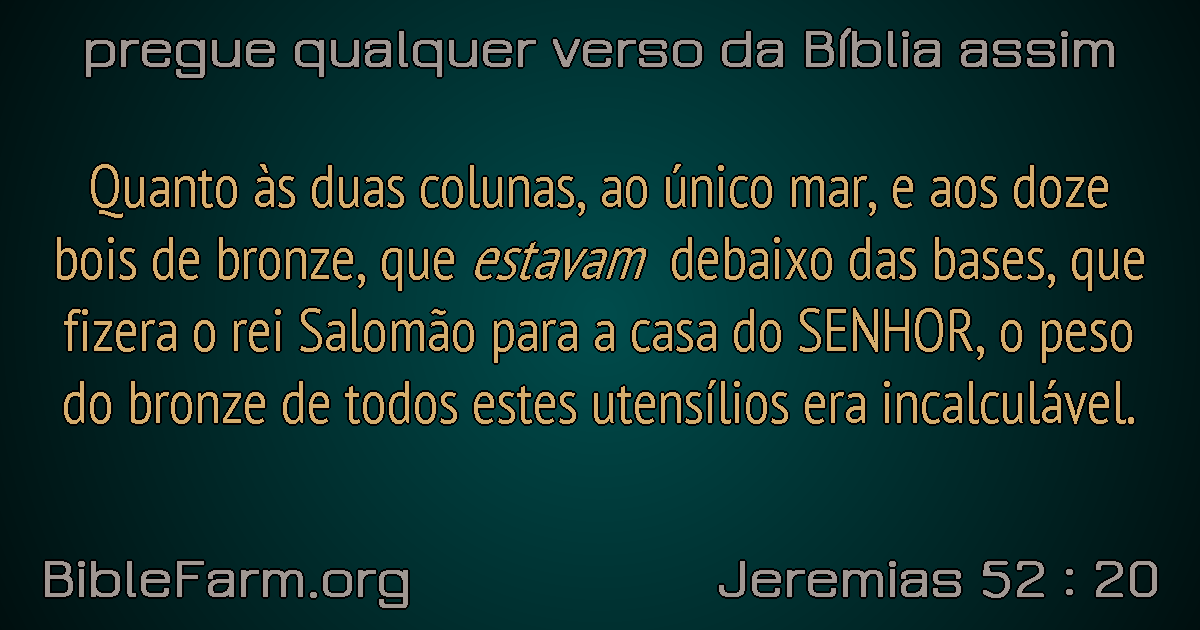 pregue qualquer verso da Bíblia assim
Quanto às duas colunas, ao único mar, e aos doze
bois de bronze, que estavam debaixo das bases, que
fizera o rei Salomão para a casa do SENHOR, o peso
do bronze de todos estes utensílios era incalculável.
BibleFarm.org
Jeremias 52 : 20